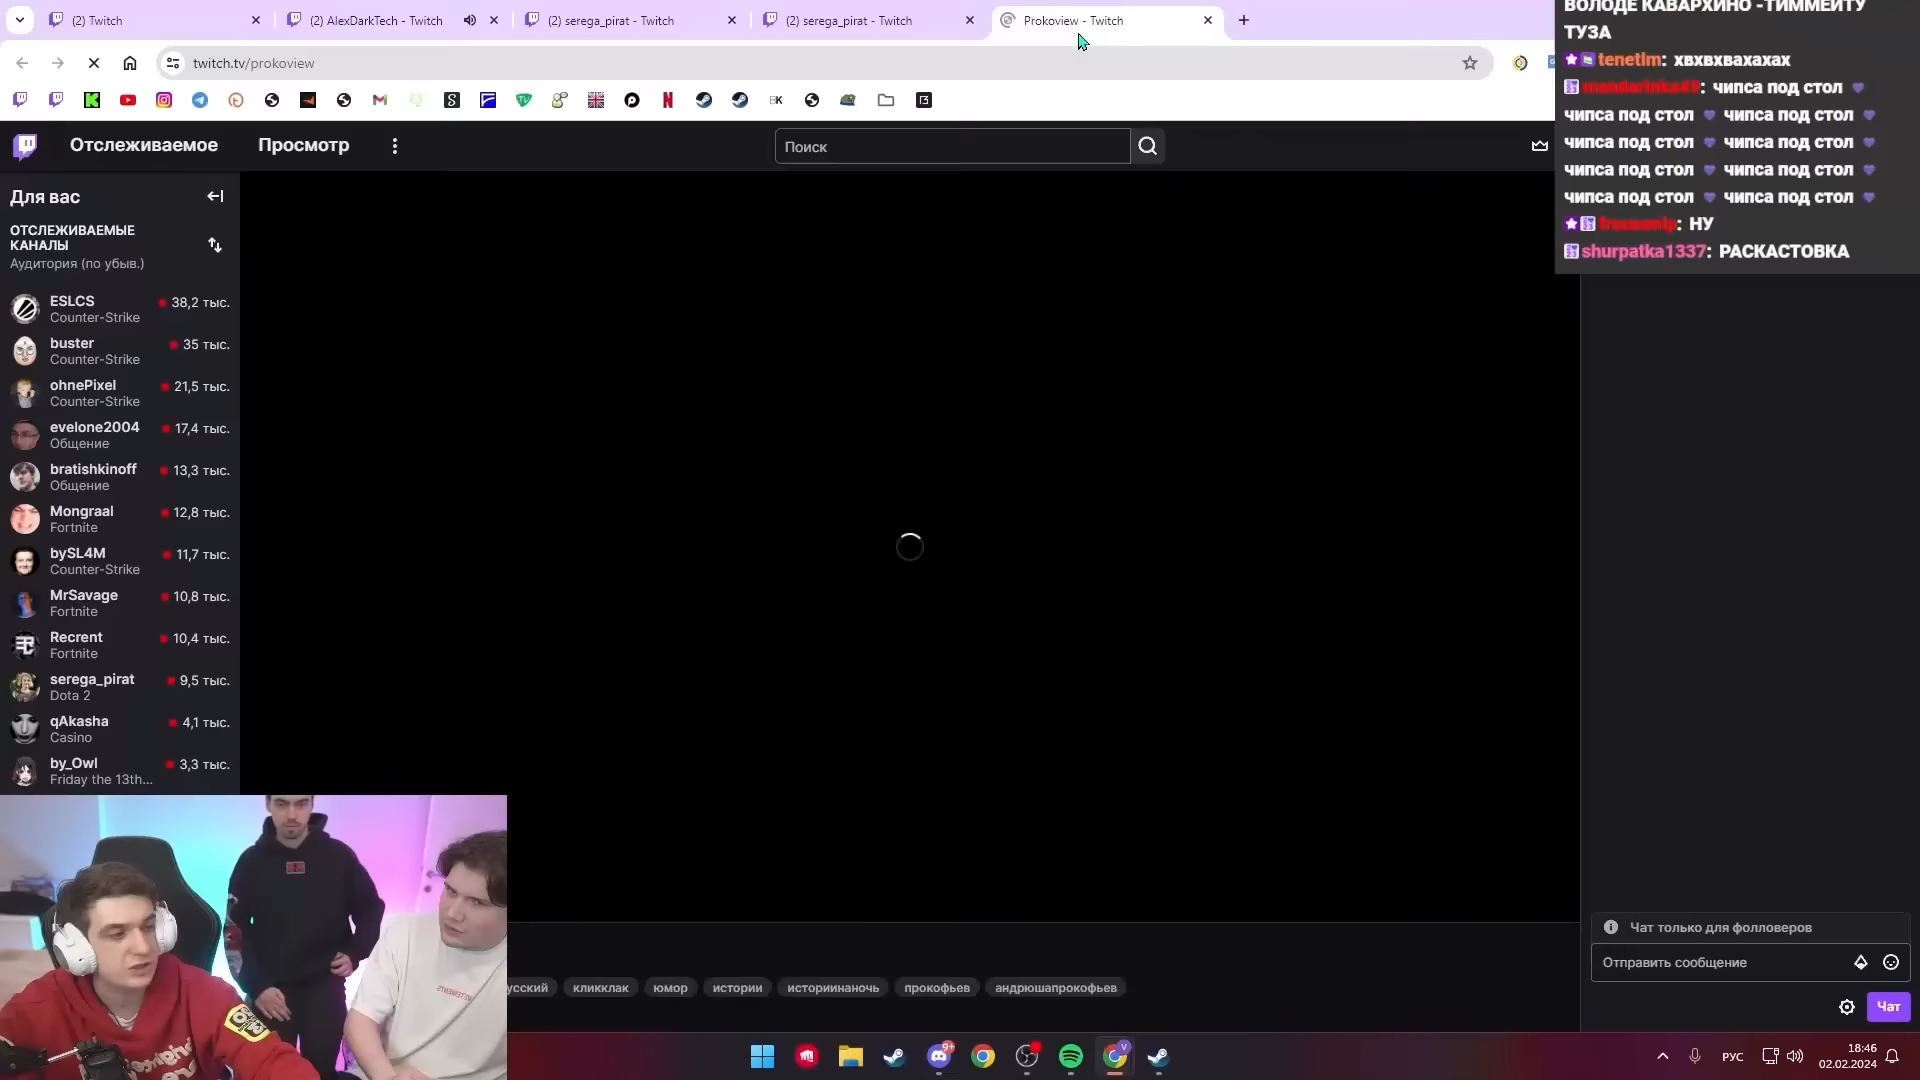 (2) Twitch
(2) AlexDarkTech - Twitch
(2) serega_pirat - Twitch
(2) serega_pirat - Twitch
Prokoview - Twitch
twitch.tv/prokoview
Отслеживаемое
Просмотр
Поиск
Для вас
ОТСЛЕЖИВАЕМЫЕ
КАНАЛЫ
Аудитория (по убыв.)
ESLCS
38,2 тыс.
Counter-Strike
buster
35 тыс.
Counter-Strike
ohnePixel
21,5 тыс.
Counter-Strike
evelone2004
17,4 тыс.
Общение
bratishkinoff
13,3 тыс.
Общение
Mongraal
12,8 тыс.
Fortnite
bySL4M
11,7 тыс.
Counter-Strike
MrSavage
10,8 тыс.
Fortnite
Recrent
10,4 тыс.
Fortnite
serega_pirat
9,5 тыс.
Dota 2
qAkasha
4,1 тыс.
Casino
by_Owl
3,3 тыс.
Friday the 13th...
ВОЛОДЕ КАВАРХИНО -ТИММЕЙТУ
ТУЗА
tenetlm: хвхвхвахахах
mandarinka49: чипса под стол
чипса под стол чипса под стол
чипса под стол чипса под стол
чипса под стол чипса под стол
чипса под стол чипса под стол
: НУ
shurpatka1337: РАСКАСТОВКА
усский
кликклак
юмор
истории
историинаночь
прокофьев
андрюшапрокофьев
Чат только для фолловеров
Отправить сообщение
Чат
9+
V
РУС
18:46
02.02.2024